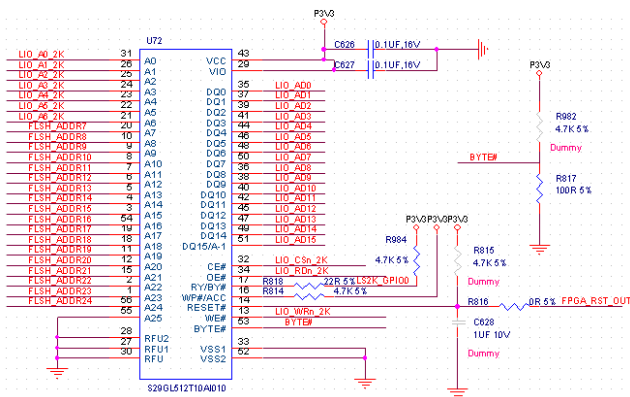 P3V3
U72
C626 0.1UF,16V
C627 0.1UF,16V
LIO_A0_2K 31 A0 VCC 43
LIO_A1_2K 26 A1 VIO 29
LIO_A2_2K 25 A2
LIO_A3_2K 24 A3 DQ0 35 LIO_AD0
LIO_A4_2K 23 A4 DQ1 37 LIO_AD1
LIO_A5_2K 22 A5 DQ2 39 LIO_AD2
LIO_A6_2K 21 A6 DQ3 41 LIO_AD3
FLSH_ADDR7 20 A7 DQ4 44 LIO_AD4
FLSH_ADDR8 10 A8 DQ5 46 LIO_AD5
FLSH_ADDR9 9 A9 DQ6 48 LIO_AD6
FLSH_ADDR10 8 A10 DQ7 50 LIO_AD7
FLSH_ADDR11 7 A11 DQ8 36 LIO_AD8
FLSH_ADDR12 6 A12 DQ9 38 LIO_AD9
FLSH_ADDR13 5 A13 DQ10 40 LIO_AD10
FLSH_ADDR14 4 A14 DQ11 42 LIO_AD11
FLSH_ADDR15 3 A15 DQ12 45 LIO_AD12
FLSH_ADDR16 54 A16 DQ13 47 LIO_AD13
FLSH_ADDR17 19 A17 DQ14 49 LIO_AD14
FLSH_ADDR18 18 A18 DQ15/A-1 51 LIO_AD15
FLSH_ADDR19 11 A19
FLSH_ADDR20 12 A20 CE# 32 LIO_CSn_2K
FLSH_ADDR21 15 A21 OE# 34 LIO_RDn_2K
FLSH_ADDR22 2 A22 RY/BY# 17 R818 22R 5% LS2K_GPIO0
FLSH_ADDR23 1 A23 WP#/ACC 16 R814 4.7K 5%
FLSH_ADDR24 56 A24 RESET# 14
55 A25 WE# 13 LIO_WRn_2K
BYTE# 53 BYTE#
28 RFU2
27 RFU1 VSS1 33
30 RFU VSS2 52
S29GL512T10AI010
P3V3
R982
4.7K 5%
Dummy
BYTE#
R817
100R 5%
P3V3 P3V3 P3V3
R984
4.7K 5%
R815
4.7K 5%
Dummy
R816 0R 5% FPGA_RST_OUT
C628
1UF 10V
Dummy